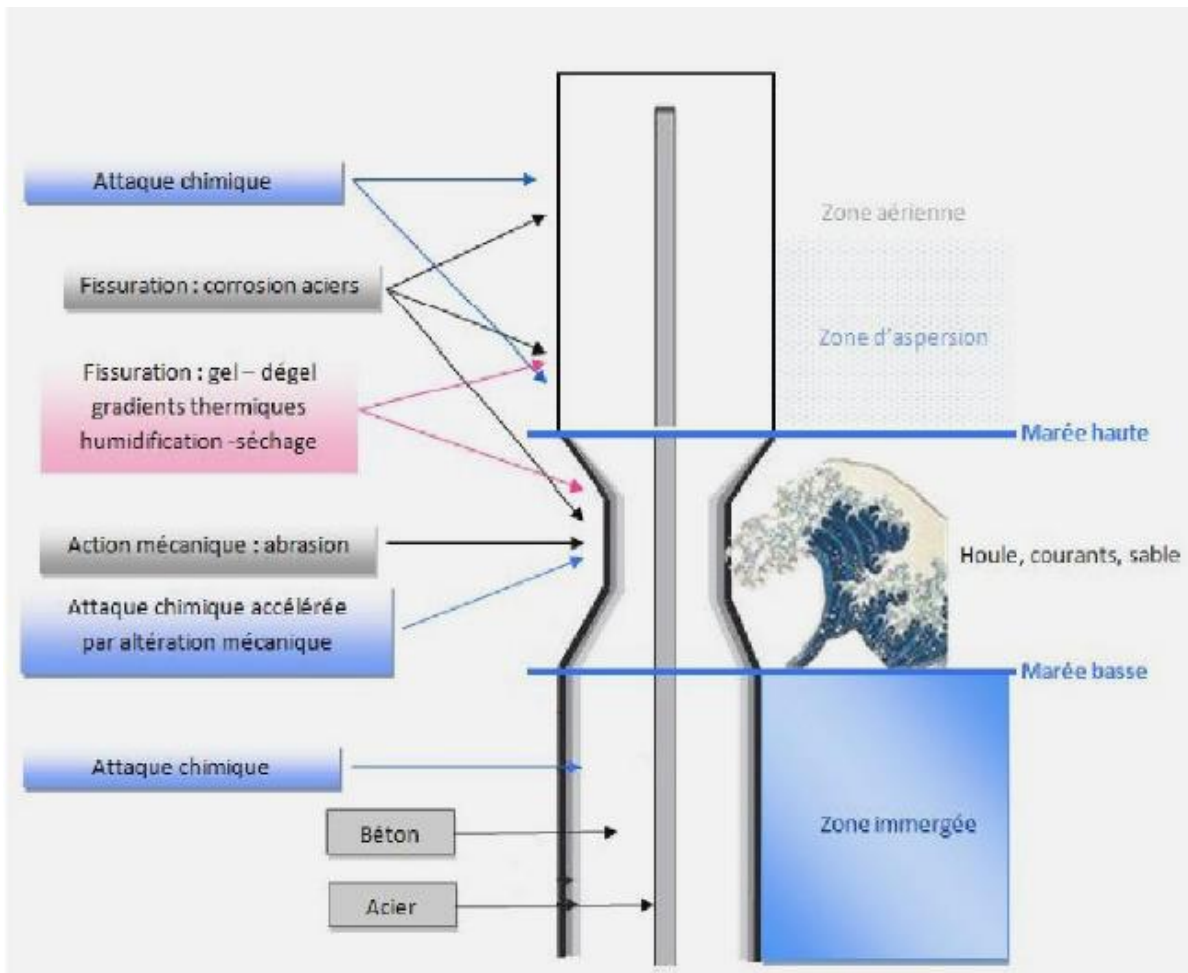 Attaque chimique
Zone aérienne
Fissuration : corrosion aciers
Zone d'aspersion
Fissuration : gel – dégel
gradients thermiques
humidification -séchage
Marée haute
Action mécanique : abrasion
Houle, courants, sable
Attaque chimique accélérée
par altération mécanique
Marée basse
Attaque chimique
Zone immergée
Béton
Acier